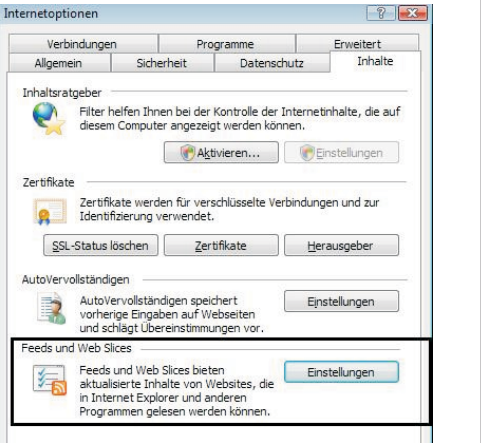 Internetoptionen
?
Verbindungen Programme Erweitert
Allgemein Sicherheit Datenschutz Inhalte
Inhaltsratgeber
Filter helfen Ihnen bei der Kontrolle der Internetinhalte, die auf
diesem Computer angezeigt werden können.
Aktivieren... Einstellungen
Zertifikate
Zertifikate werden für verschlüsselte Verbindungen und zur
Identifizierung verwendet.
SSL-Status löschen Zertifikate Herausgeber
AutoVervollständigen
AutoVervollständigen speichert
vorherige Eingaben auf Webseiten
und schlägt Übereinstimmungen vor.
Einstellungen
Feeds und Web Slices
Feeds und Web Slices bieten
aktualisierte Inhalte von Websites, die
in Internet Explorer und anderen
Programmen gelesen werden können.
Einstellungen